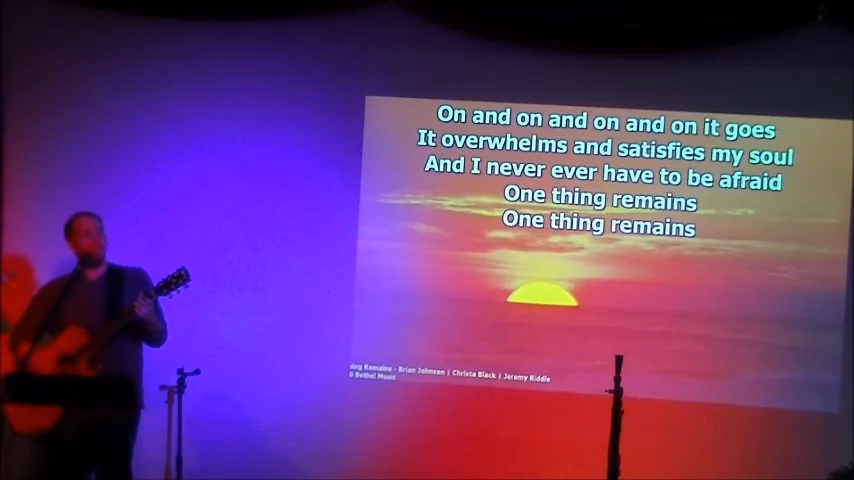 On and on and on and on it goes
It overwhelms and satisfies my soul
And I never ever have to be afraid
One thing remains
One thing remains
Remains - Brian Johnson | Christa Black | Jeremy Riddle
Bethel Music